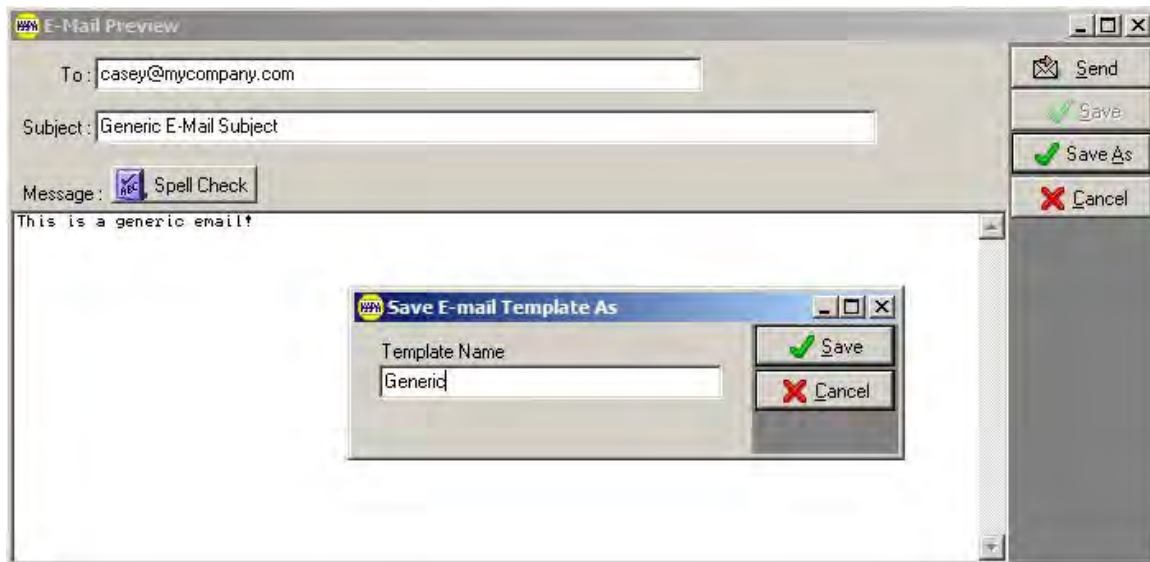 E-Mail Preview
To : casey@mycompany.com
Send
Subject : Generic E-Mail Subject
Save
Save As
Message : Spell Check
Cancel
This is a generic email!
Save E-mail Template As
Template Name
Save
Generic
Cancel